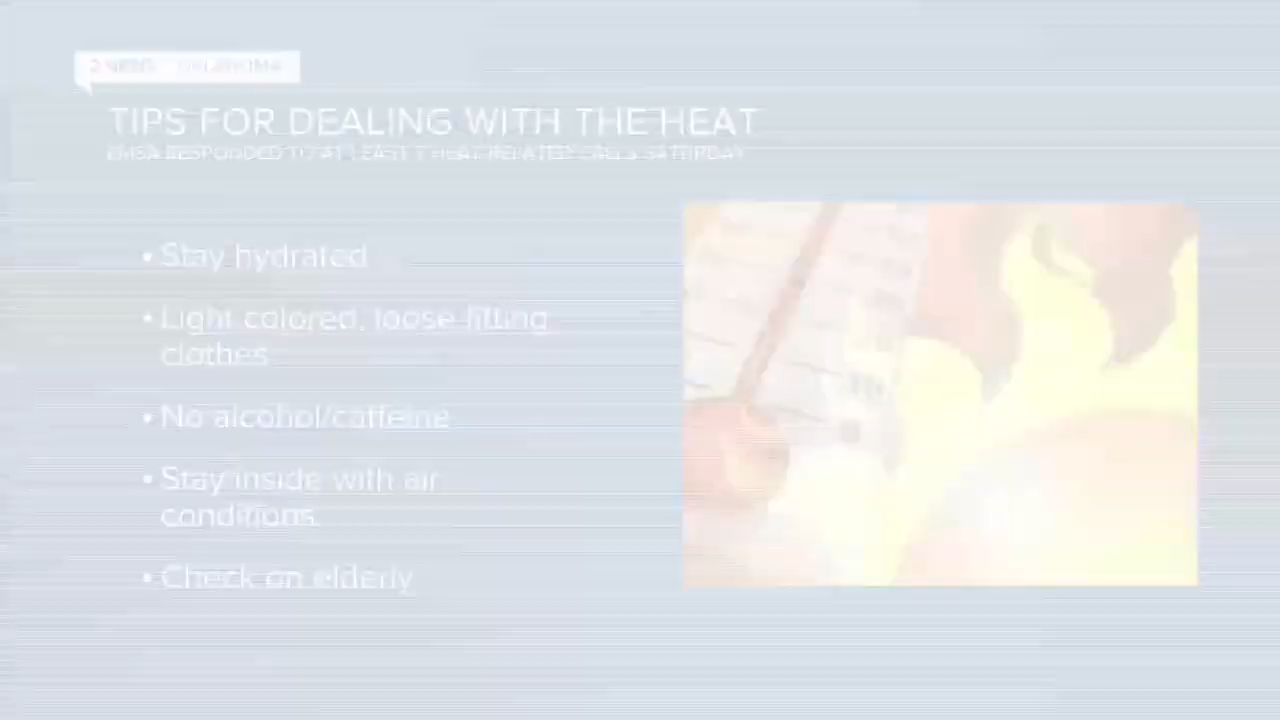 2 NEWS OKLAHOMA
TIPS FOR DEALING WITH THE HEAT
EMSA RESPONDED TO AT LEAST HEAT RELATED CALLS SATURDAY
• Stay hydrated
• Light colored, loose fitting
clothes
• No alcohol/caffeine
• Stay inside with air
conditions.
• Check on elderly